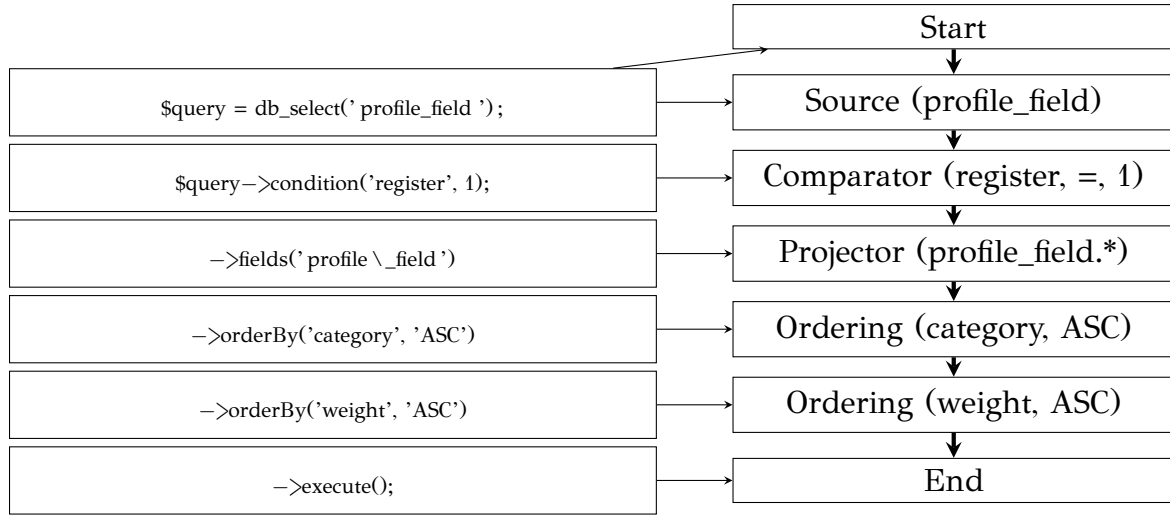 Start
$query = db_select(' profile_field ');
Source (profile_field)
$query−>condition('register', 1);
Comparator (register, =, 1)
−>fields(' profile \_field ')
Projector (profile_field.*)
−>orderBy('category', 'ASC')
Ordering (category, ASC)
−>orderBy('weight', 'ASC')
Ordering (weight, ASC)
−>execute();
End